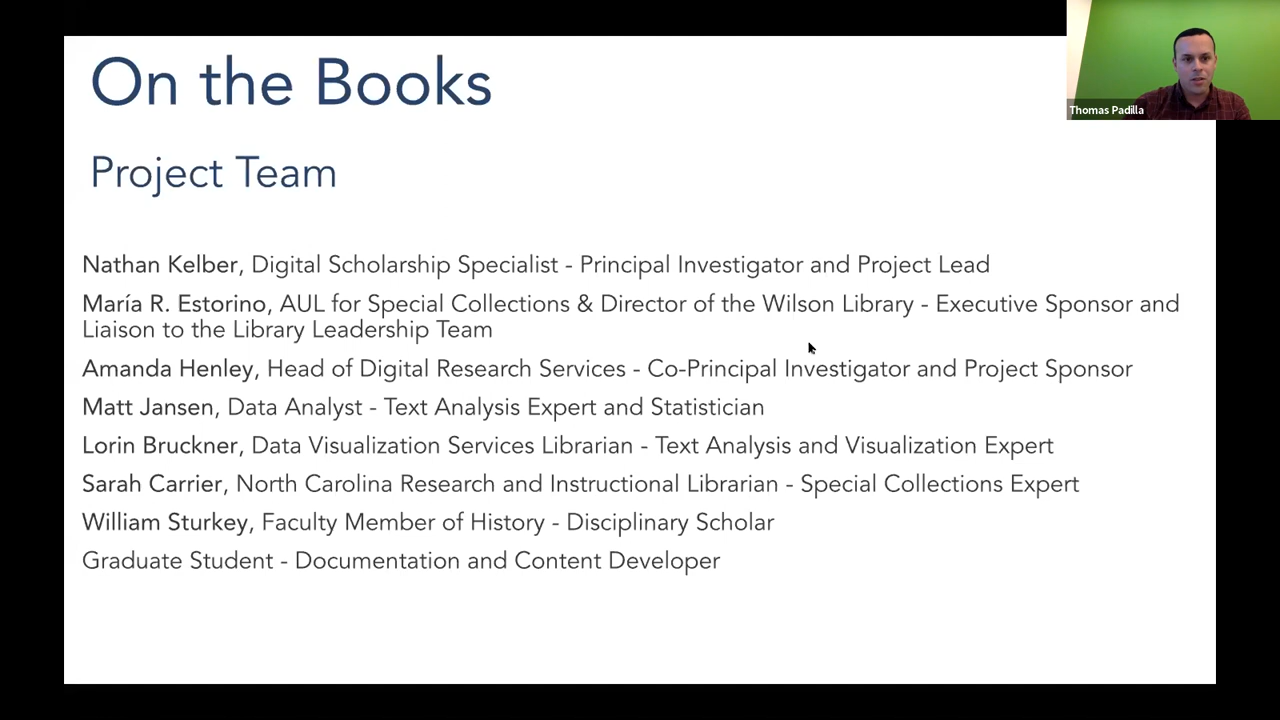 On the Books
Thomas Padilla
Project Team
Nathan Kelber, Digital Scholarship Specialist - Principal Investigator and Project Lead
María R. Estorino, AUL for Special Collections & Director of the Wilson Library - Executive Sponsor and
Liaison to the Library Leadership Team
Amanda Henley, Head of Digital Research Services - Co-Principal Investigator and Project Sponsor
Matt Jansen, Data Analyst - Text Analysis Expert and Statistician
Lorin Bruckner, Data Visualization Services Librarian - Text Analysis and Visualization Expert
Sarah Carrier, North Carolina Research and Instructional Librarian - Special Collections Expert
William Sturkey, Faculty Member of History - Disciplinary Scholar
Graduate Student - Documentation and Content Developer